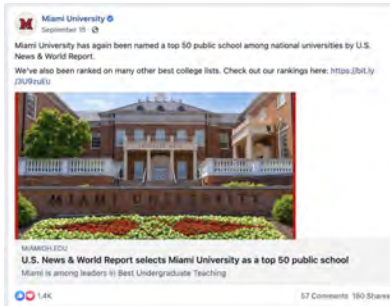 Miami University
September 15
Miami University has again been named a top 50 public school among national universities by U.S.
News & World Report.
We've also been ranked on many other best college lists. Check out our rankings here: https://bit.ly
/3U9zuEu
MIAMI UNIVERSITY
MIAMIOH.EDU
U.S. News & World Report selects Miami University as a top 50 public school
Miami is among leaders in Best Undergraduate Teaching
1.4K
57 Comments 180 Shares